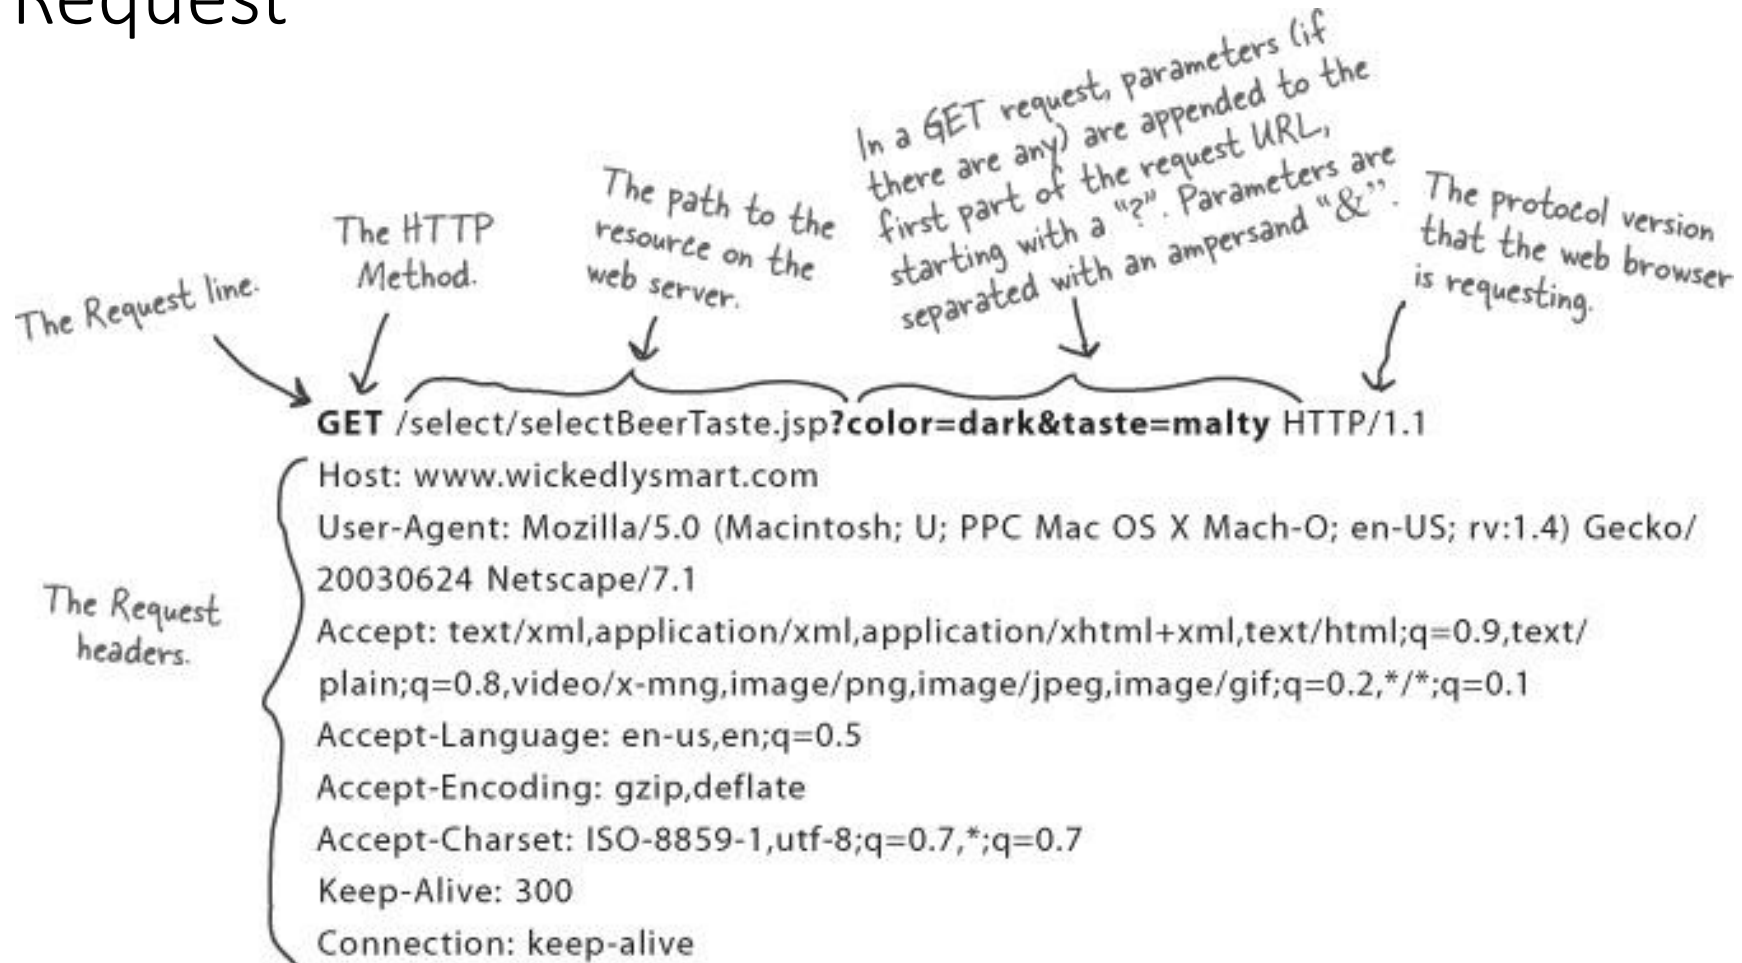 Request
In a GET request, parameters (if
there are any) are appended to the
first part of the request URL,
starting with a "?". Parameters are
separated with an ampersand "&".
The path to the
resource on the
web server.
The protocol version
that the web browser
is requesting.
The HTTP
Method.
The Request line.
GET /select/selectBeerTaste.jsp?color=dark&taste=malty HTTP/1.1
Host: www.wickedlysmart.com
User-Agent: Mozilla/5.0 (Macintosh; U; PPC Mac OS X Mach-O; en-US; rv:1.4) Gecko/
20030624 Netscape/7.1
The Request
headers.
Accept: text/xml,application/xml,application/xhtml+xml,text/html;q=0.9,text/
plain;q=0.8,video/x-mng,image/png,image/jpeg,image/gif;q=0.2,*/*;q=0.1
Accept-Language: en-us,en;q=0.5
Accept-Encoding: gzip,deflate
Accept-Charset: ISO-8859-1,utf-8;q=0.7,*;q=0.7
Keep-Alive: 300
Connection: keep-alive